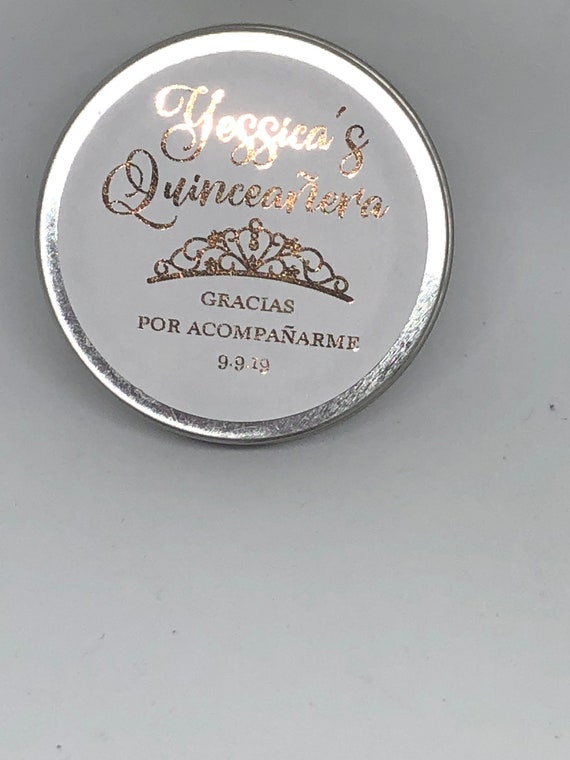 Yessica's
Quinceañera
GRACIAS
POR ACOMPAÑARME
9.9.19